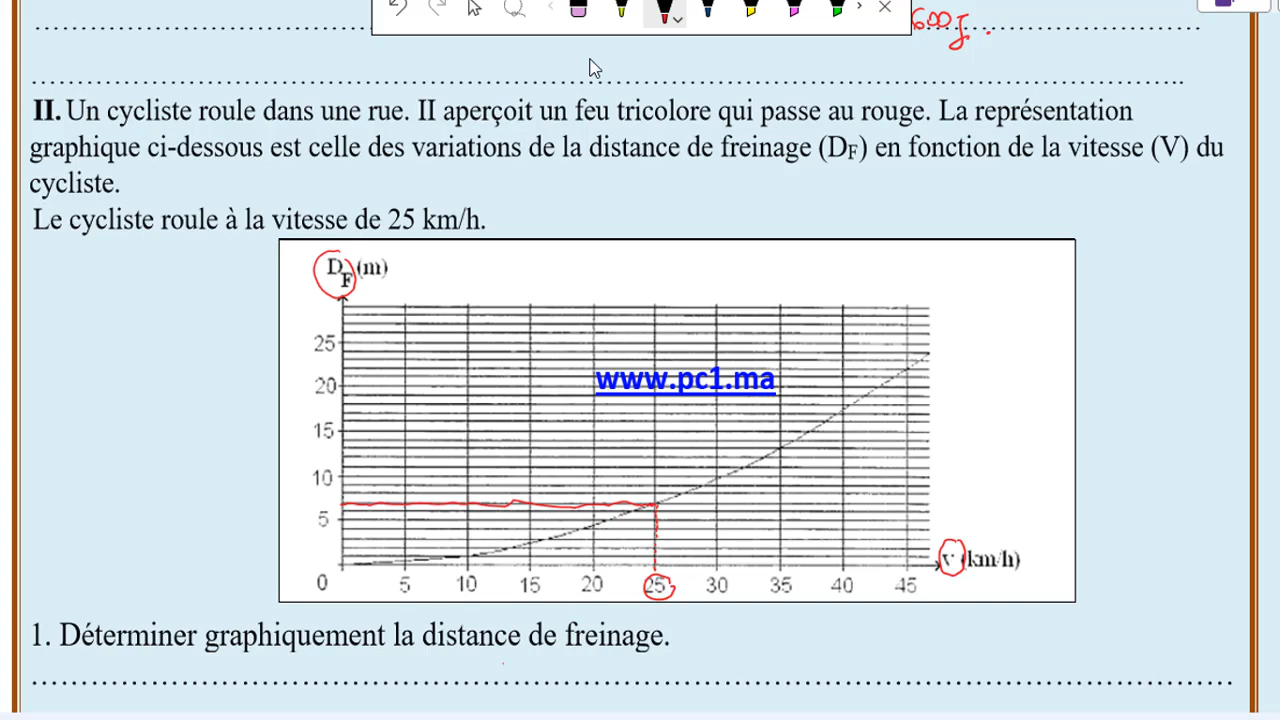 600 J.
II. Un cycliste roule dans une rue. II aperçoit un feu tricolore qui passe au rouge. La représentation
graphique ci-dessous est celle des variations de la distance de freinage (DF) en fonction de la vitesse (V) du
cycliste.
Le cycliste roule à la vitesse de 25 km/h.
DF (m)
25
20
15
10
5
www.pc1.ma
0 5 10 15 20 25 30 35 40 45
v (km/h)
1. Déterminer graphiquement la distance de freinage.